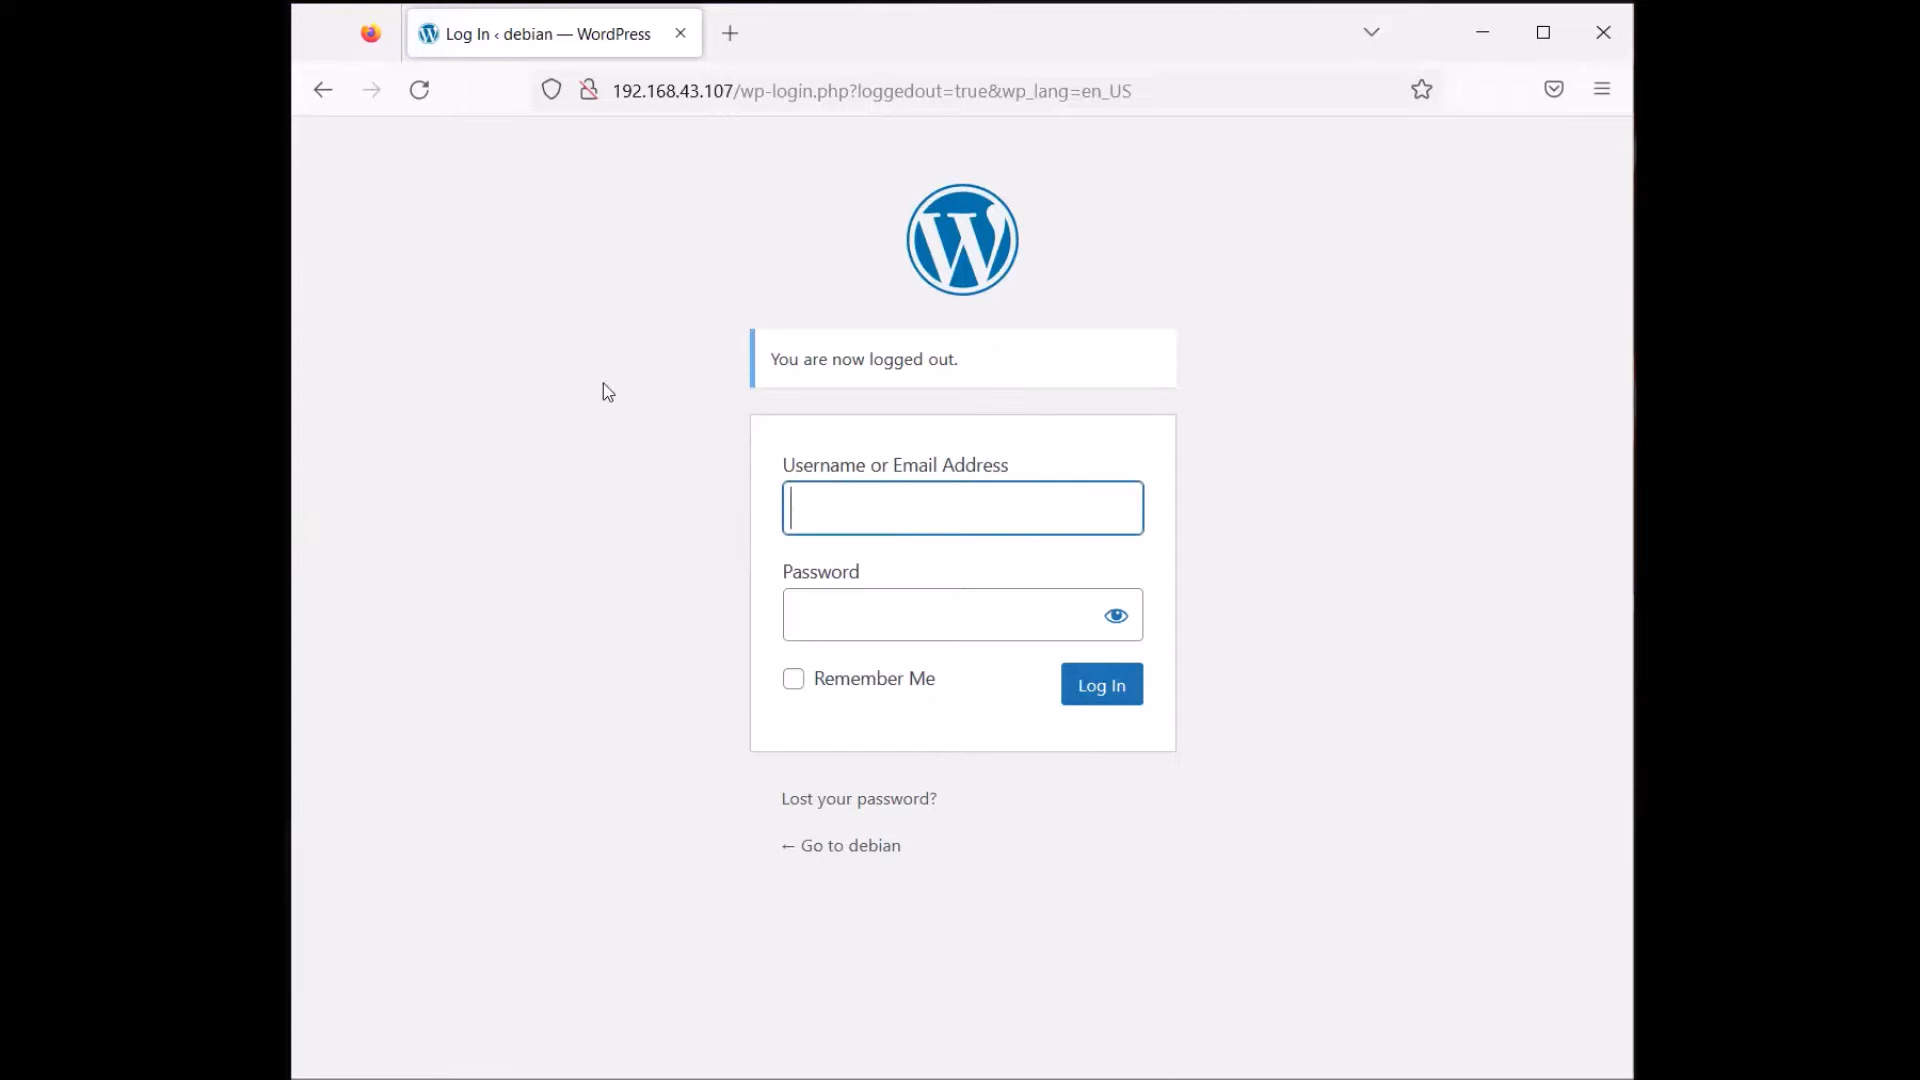 Log In ‹ debian — WordPress
192.168.43.107/wp-login.php?loggedout=true&wp_lang=en_US
You are now logged out.
Username or Email Address
Password
Remember Me
Log In
Lost your password?
← Go to debian